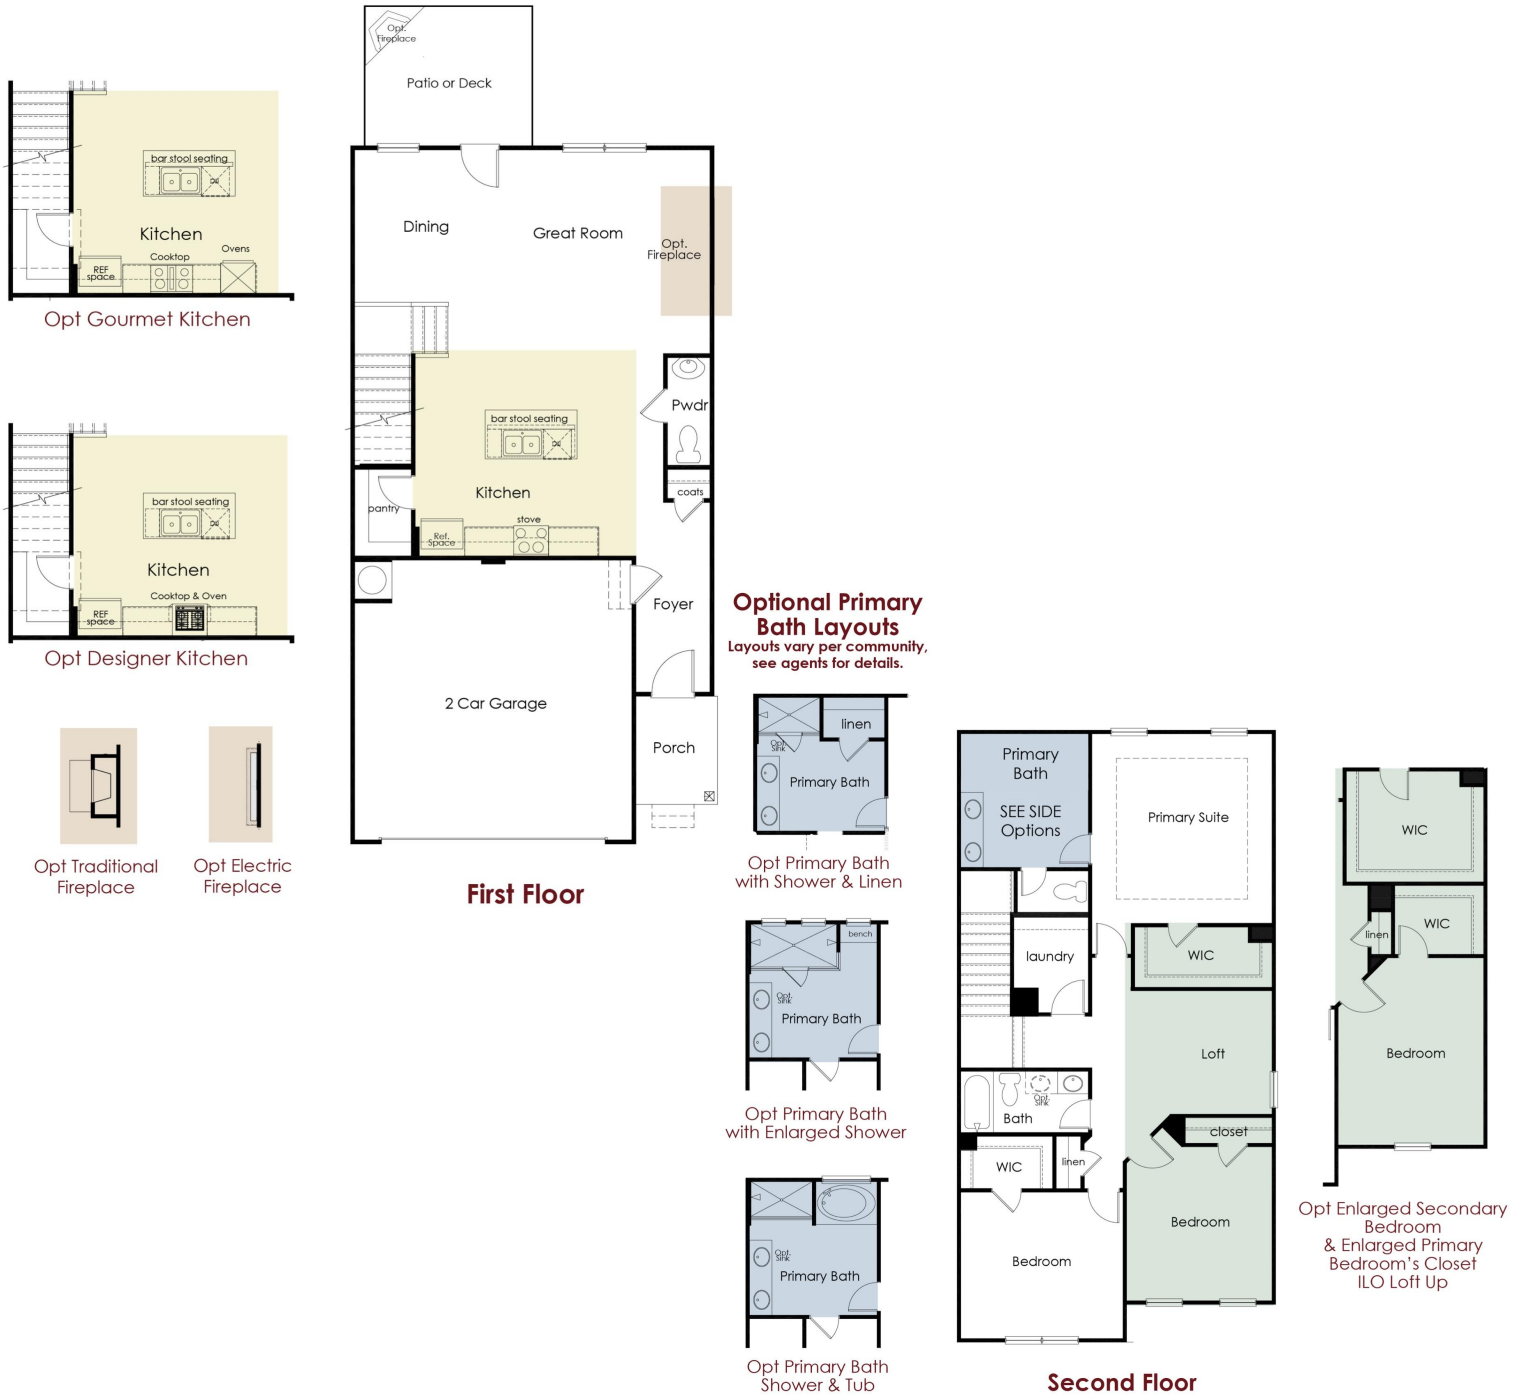 Opt.
Fireplace
Patio or Deck
bar stool seating
DW
Kitchen
Ovens
Cooktop
REF
space
Opt Gourmet Kitchen
Dining
Great Room
Opt.
Fireplace
bar stool seating
DW
Kitchen
Cooktop & Oven
REF
space
Opt Designer Kitchen
Pwdr
bar stool seating
DW
Kitchen
coats
pantry
stove
Ref.
Space
Foyer
2 Car Garage
Porch
Opt Traditional
Fireplace
Opt Electric
Fireplace
First Floor
Optional Primary
Bath Layouts
Layouts vary per community,
see agents for details.
linen
Opt.
Sink
Primary Bath
Opt Primary Bath
with Shower & Linen
bench
Opt.
Sink
Primary Bath
Opt Primary Bath
with Enlarged Shower
Opt.
Sink
Primary Bath
Opt Primary Bath
Shower & Tub
Primary
Bath
SEE SIDE
Options
Primary Suite
WIC
laundry
Loft
Opt.
Sink
Bath
closet
WIC
linen
Bedroom
Bedroom
Second Floor
WIC
WIC
linen
Bedroom
Opt Enlarged Secondary
Bedroom
& Enlarged Primary
Bedroom's Closet
ILO Loft Up